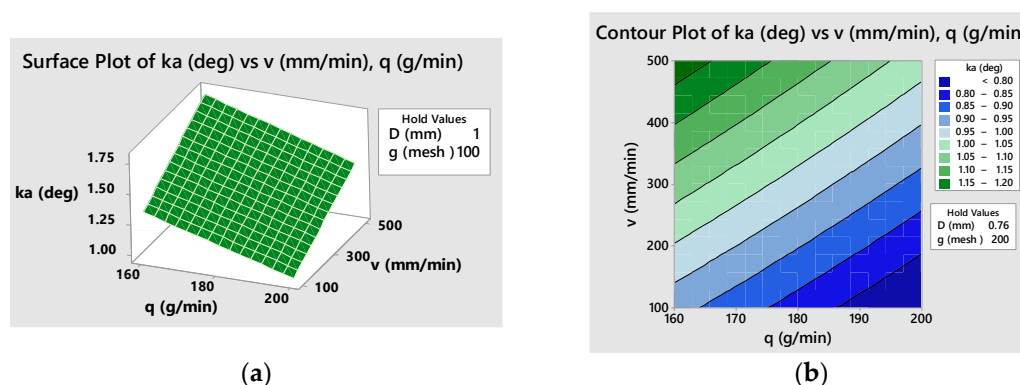 Surface Plot of ka (deg) vs v (mm/min), q (g/min)
Hold Values
D (mm) 1
g (mesh ) 100
1.75
1.50
ka (deg)
1.25
1.00
160
180
200
q (g/min)
500
300
100
v (mm/min)
(a)
Contour Plot of ka (deg) vs v (mm/min), q (g/min
500
400
300
200
100
v (mm/min)
160
170
180
190
200
q (g/min)
ka (deg)
< 0.80
0.80 – 0.85
0.85 – 0.90
0.90 – 0.95
0.95 – 1.00
1.00 – 1.05
1.05 – 1.10
1.10 – 1.15
1.15 – 1.20
Hold Values
D (mm) 0.76
g (mesh) 200
(b)